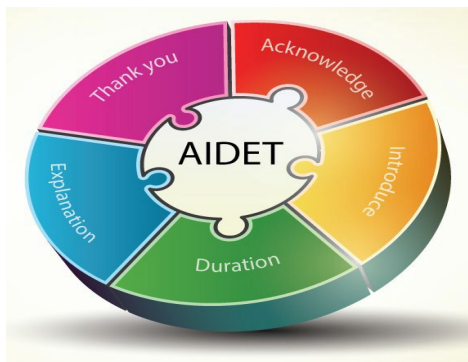 AIDET
Acknowledge
Introduce
Duration
Explanation
Thank you